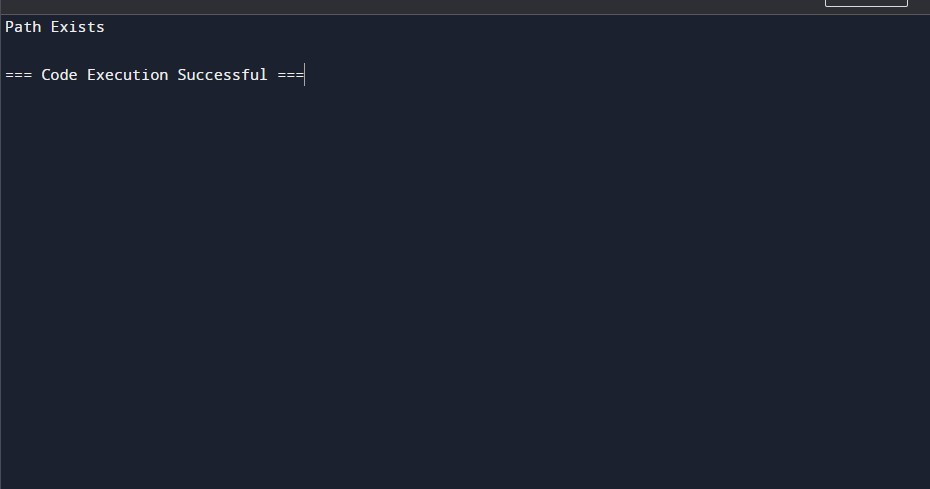 Path Exists
=== Code Execution Successful ===